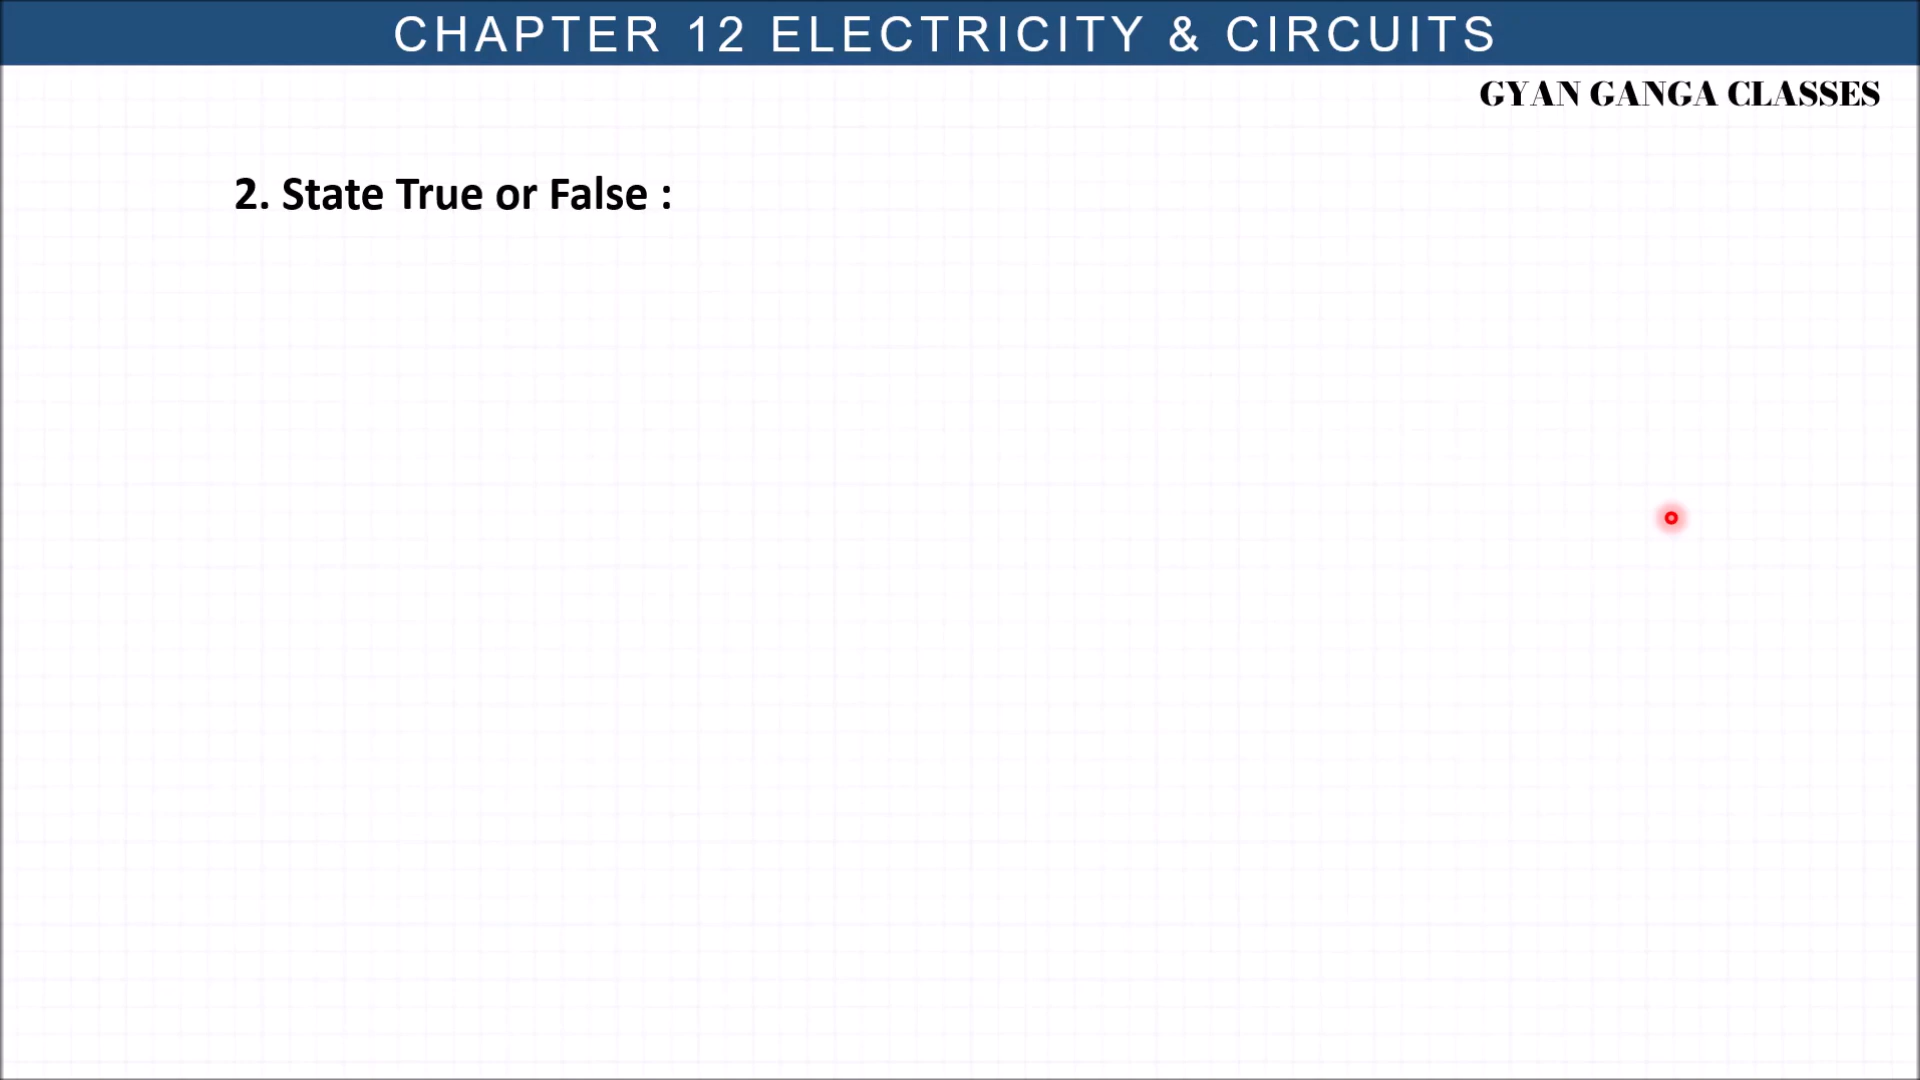 CHAPTER 12 ELECTRICITY & CIRCUITS
GYAN GANGA CLASSES
2. State True or False :